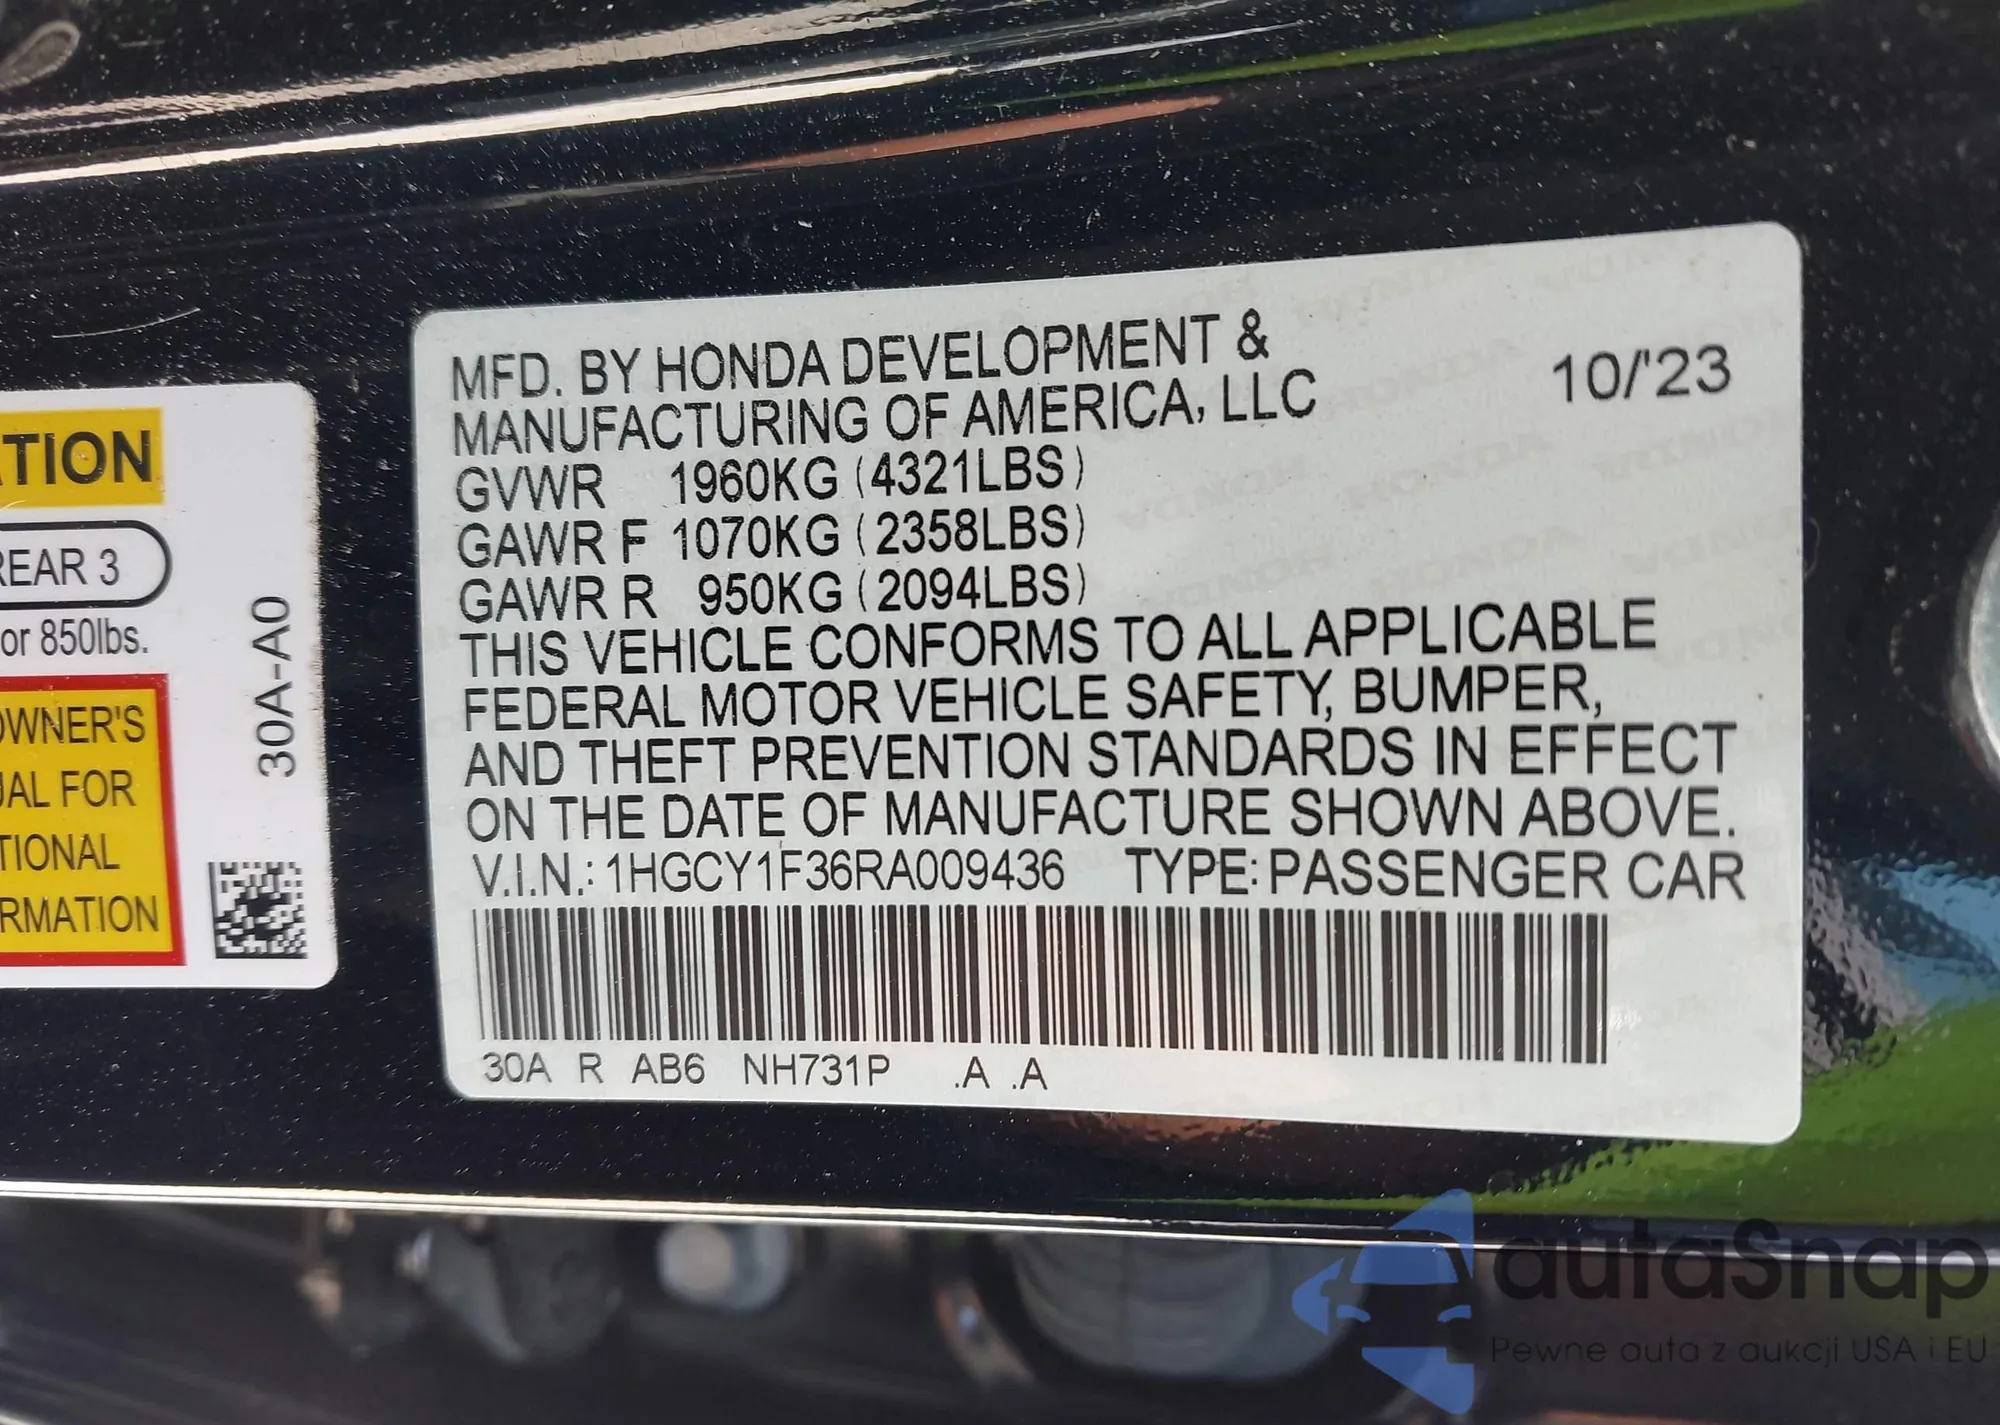 ATION
REAR 3
or 850lbs.
OWNER'S
UAL FOR
TIONAL
RMATION
30A-A0
MFD. BY HONDA DEVELOPMENT &
MANUFACTURING OF AMERICA, LLC
10/'23
GVWR 1960KG (4321LBS)
GAWR F 1070KG (2358LBS)
GAWR R 950KG (2094LBS)
THIS VEHICLE CONFORMS TO ALL APPLICABLE
FEDERAL MOTOR VEHICLE SAFETY, BUMPER,
AND THEFT PREVENTION STANDARDS IN EFFECT
ON THE DATE OF MANUFACTURE SHOWN ABOVE.
V.I.N.: 1HGCY1F36RA009436 TYPE: PASSENGER CAR
30A R AB6 NH731P .A .A
autaSnap
Pewne auta z aukcji USA i EU